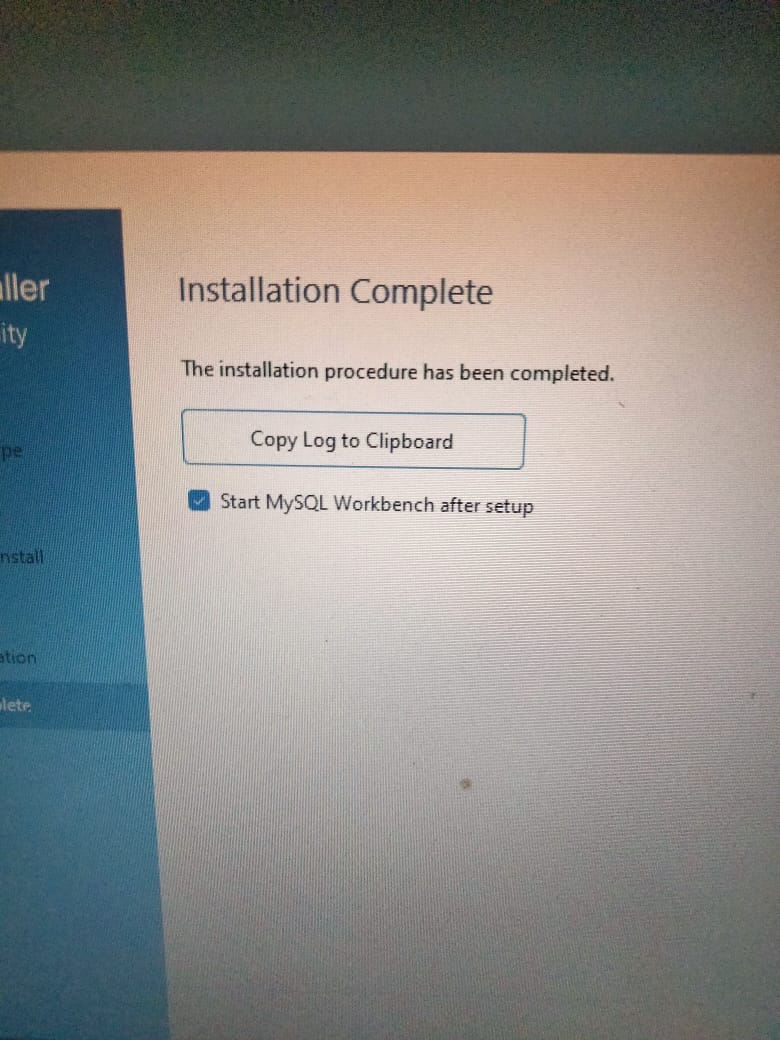 ller
ity
pe
nstall
ation
lete
Installation Complete
The installation procedure has been completed.
Copy Log to Clipboard
Start MySQL Workbench after setup